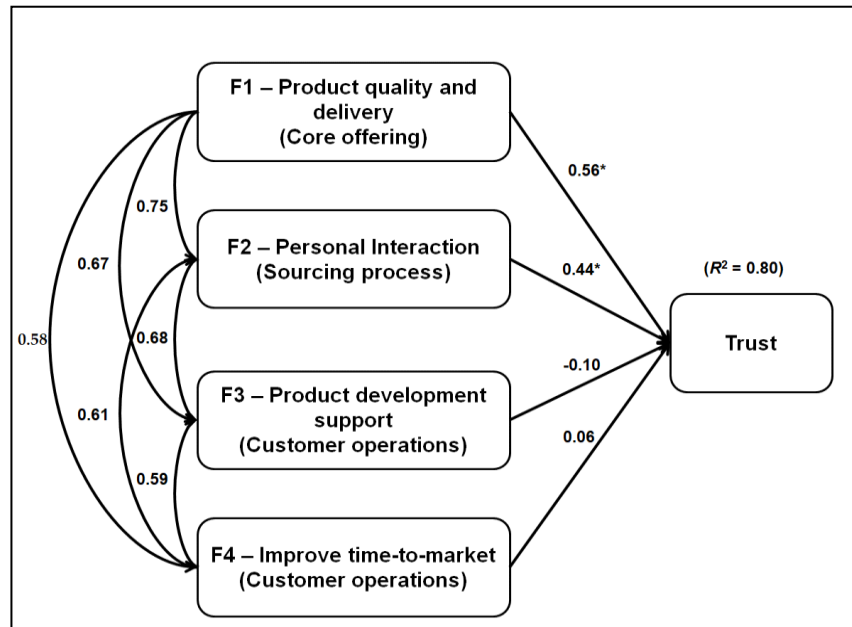 F1 – Product quality and
delivery
(Core offering)
0.56*
0.75
F2 – Personal Interaction
(Sourcing process)
0.67
0.44*
(R² = 0.80)
Trust
0.58
0.68
-0.10
F3 – Product development
support
(Customer operations)
0.61
0.06
0.59
F4 – Improve time-to-market
(Customer operations)